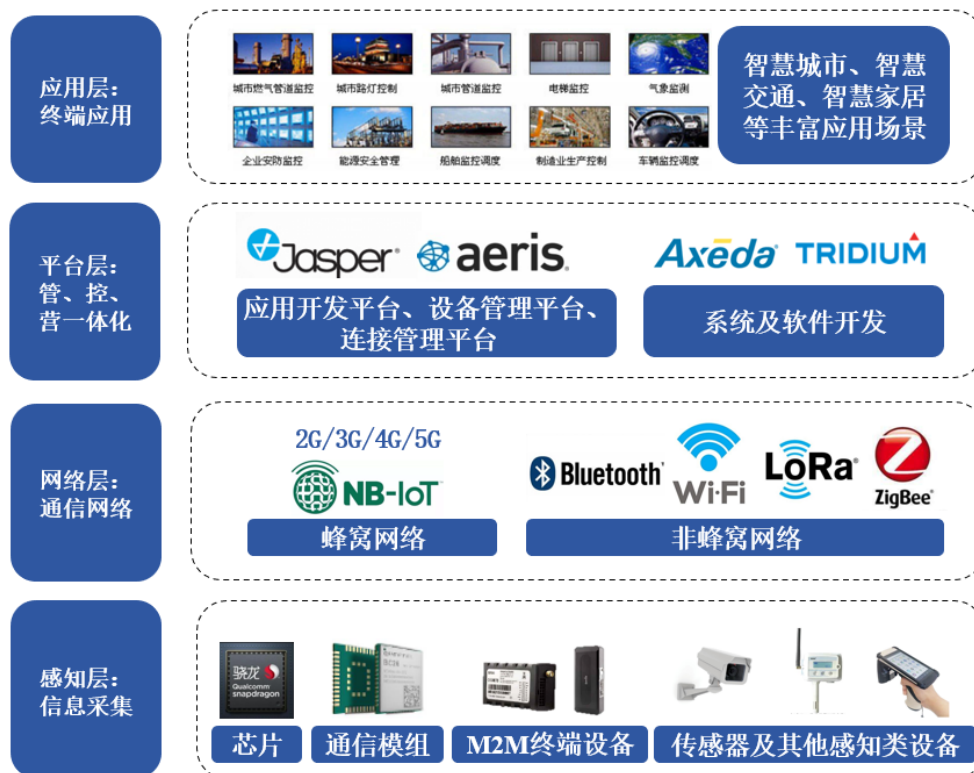 应用层：
终端应用
城市燃气管道监控
城市路灯控制
城市管道监控
电梯监控
气象监测
企业安防监控
能源安全管理
船舶监控调度
制造业生产控制
车辆监控调度
智慧城市、智慧
交通、智慧家居
等丰富应用场景
平台层：
管、控、
营一体化
Jasper
aeris
Axeda
TRIDIUM
应用开发平台、设备管理平台、
连接管理平台
系统及软件开发
网络层：
通信网络
2G/3G/4G/5G
NB-IoT
Bluetooth
Wi-Fi
LoRa
ZigBee
蜂窝网络
非蜂窝网络
感知层：
信息采集
骁龙
Qualcomm
snapdragon
芯片
通信模组
M2M终端设备
传感器及其他感知类设备